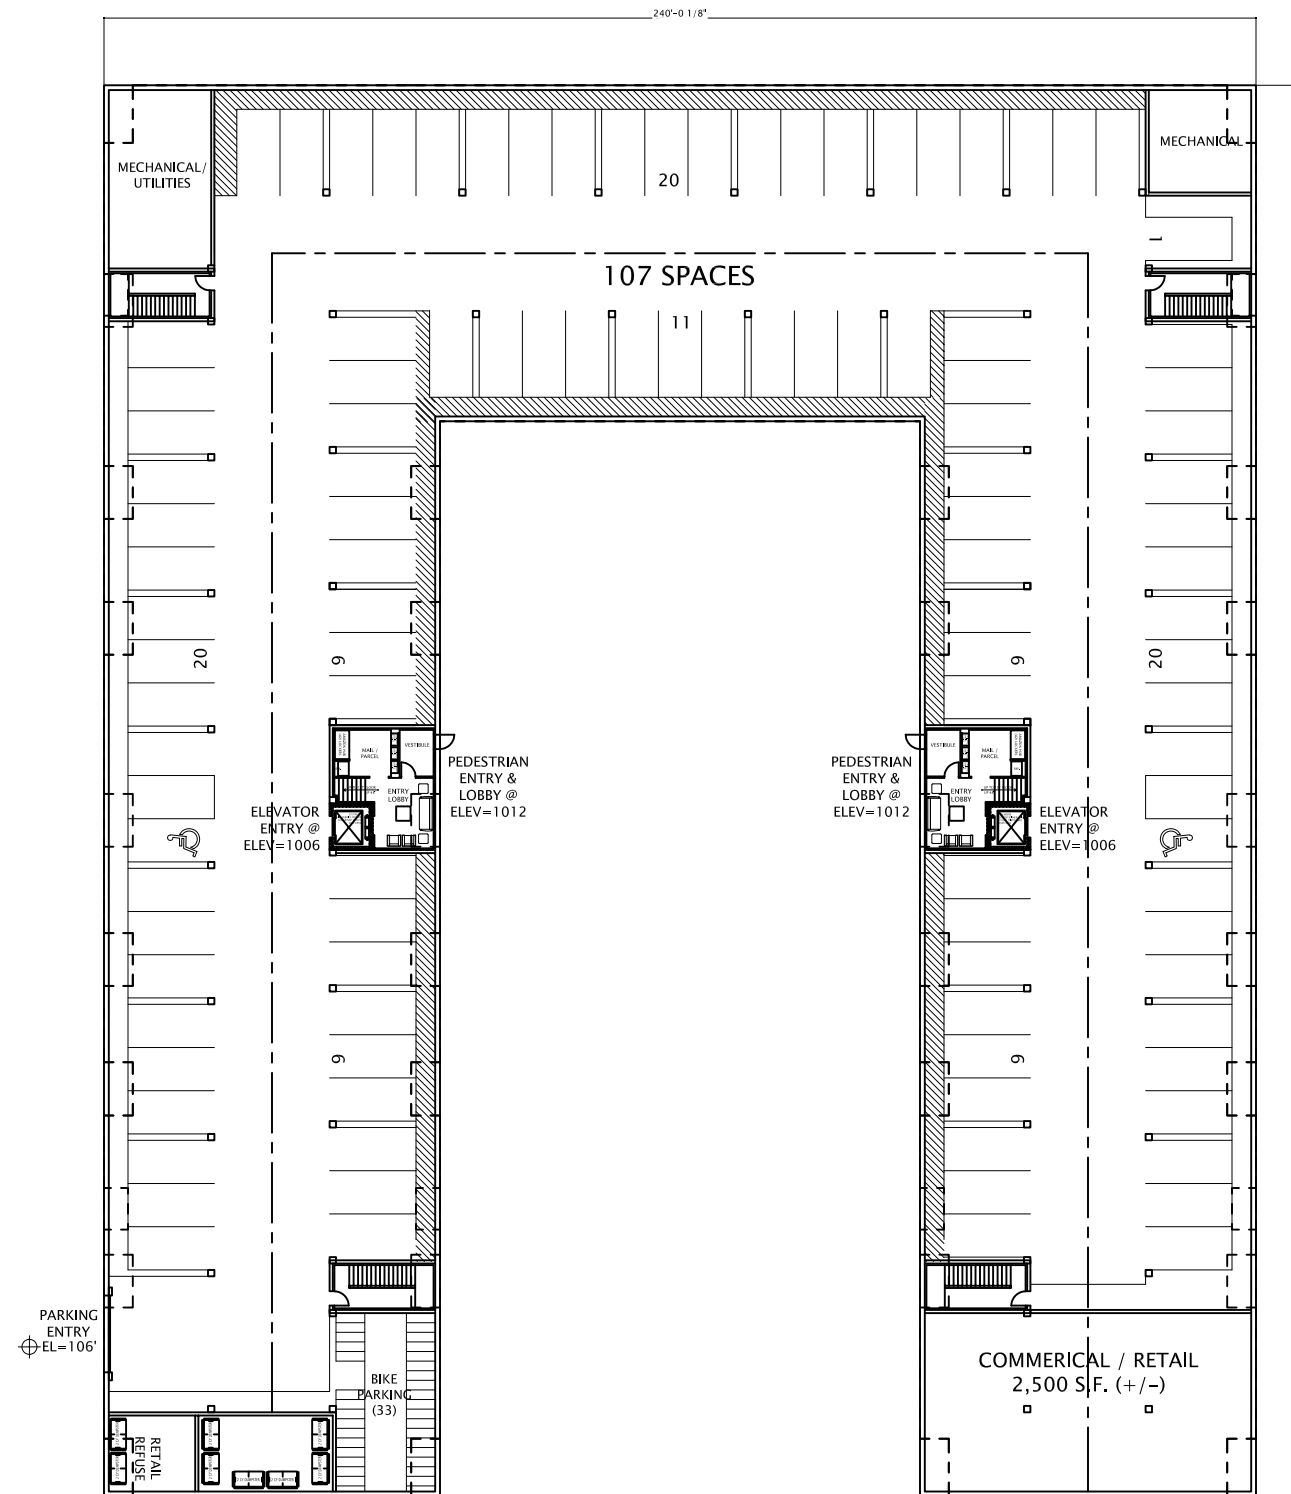 240'-0 1/8"
MECHANICAL/
UTILITIES
MECHANICAL
20
1
107 SPACES
11
20
9
9
20
MAIL /
PARCEL
VESTIBULE
ENTRY
LOBBY
VESTIBULE
MAIL /
PARCEL
ENTRY
LOBBY
PEDESTRIAN
ENTRY &
LOBBY @
ELEV=1012
PEDESTRIAN
ENTRY &
LOBBY @
ELEV=1012
ELEVATOR
ENTRY @
ELEV=1006
ELEVATOR
ENTRY @
ELEV=1006
9
9
PARKING
ENTRY
EL=106'
BIKE
PARKING
(33)
COMMERICAL / RETAIL
2,500 S.F. (+/-)
RETAIL
REFUSE